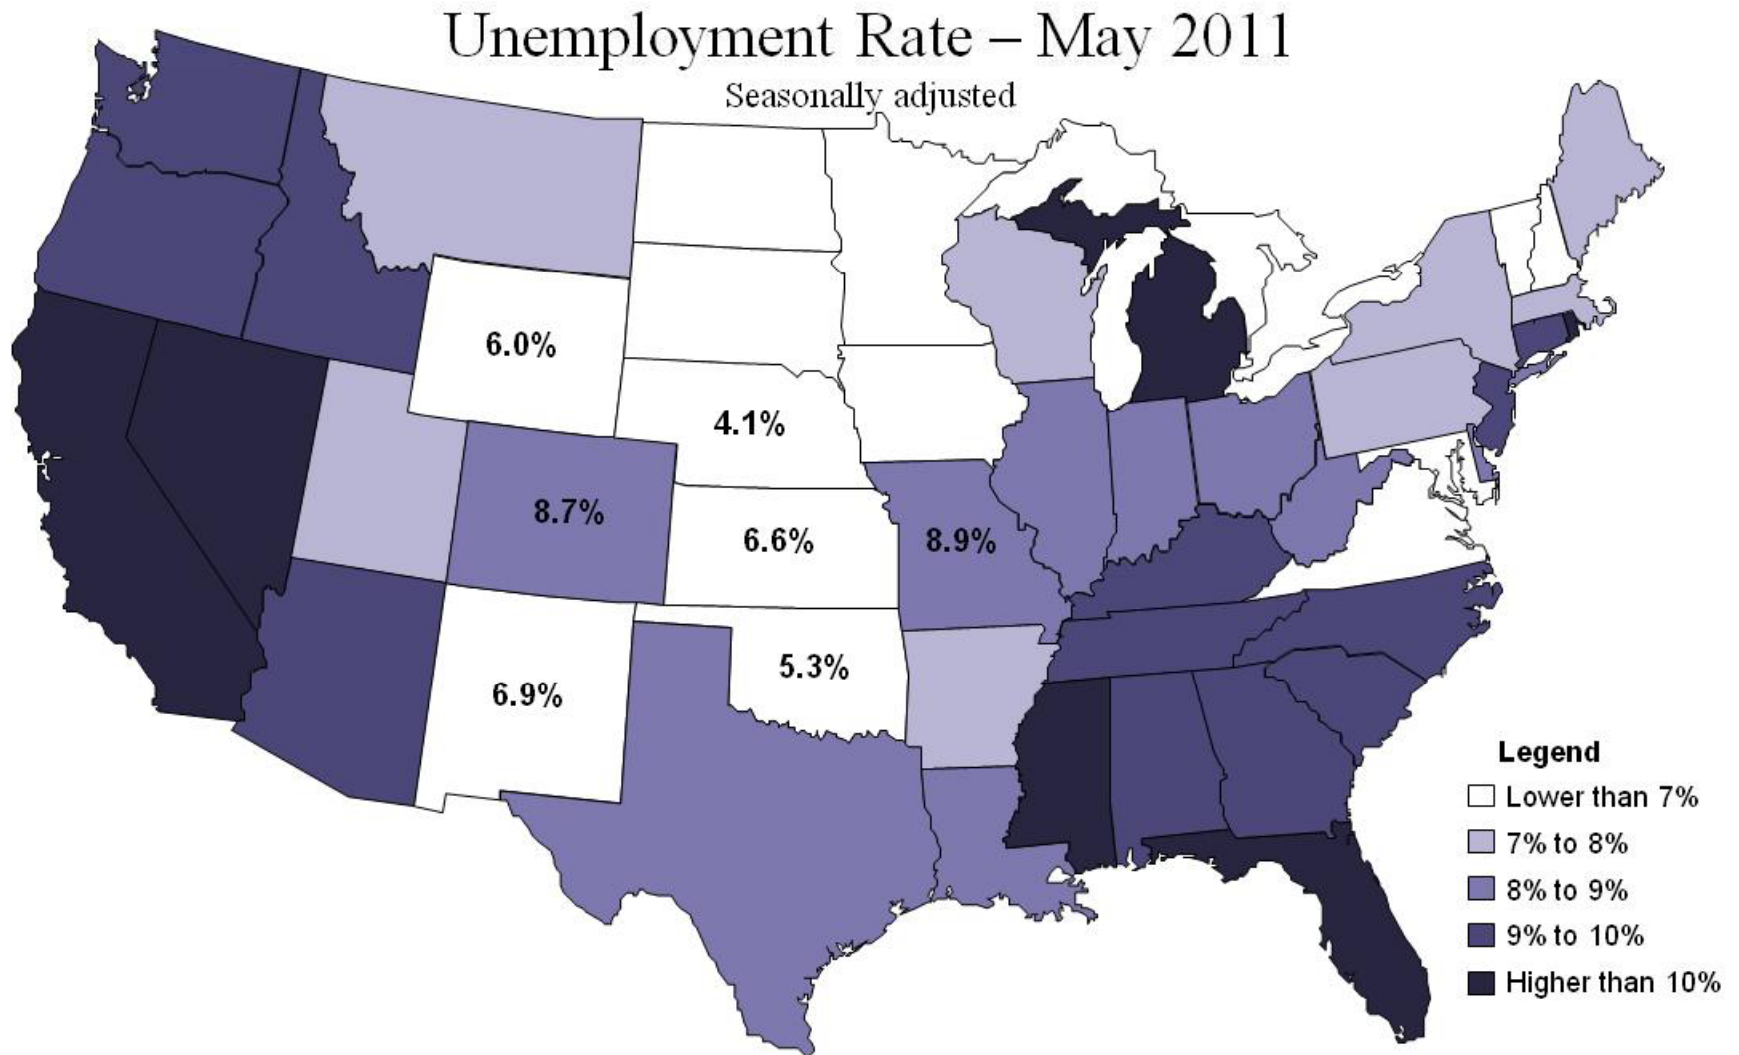 Unemployment Rate – May 2011
Seasonally adjusted
6.0%
4.1%
8.7%
6.6%
8.9%
6.9%
5.3%
Legend
Lower than 7%
7% to 8%
8% to 9%
9% to 10%
Higher than 10%